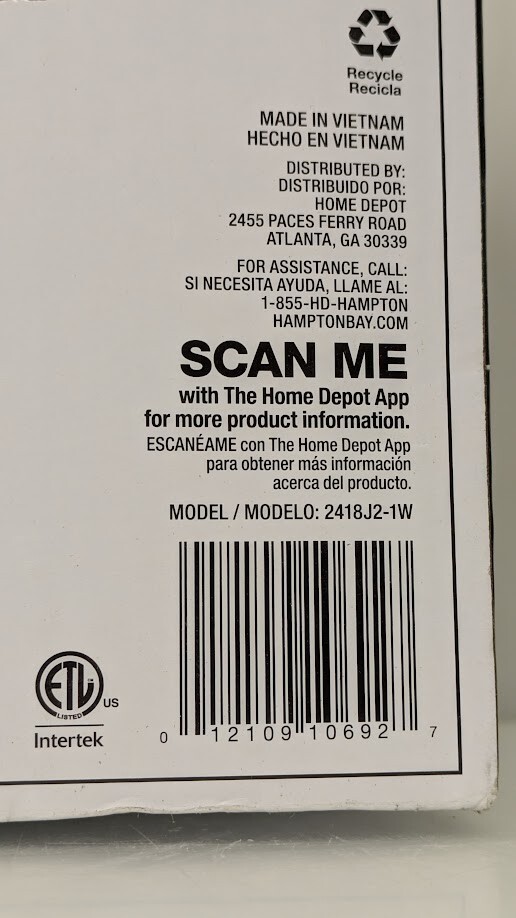 Recycle
Recicla
MADE IN VIETNAM
HECHO EN VIETNAM
DISTRIBUTED BY:
DISTRIBUIDO POR:
HOME DEPOT
2455 PACES FERRY ROAD
ATLANTA, GA 30339
FOR ASSISTANCE, CALL:
SI NECESITA AYUDA, LLAME AL:
1-855-HD-HAMPTON
HAMPTONBAY.COM
SCAN ME
with The Home Depot App
for more product information.
ESCANÉAME con The Home Depot App
para obtener más información
acerca del producto.
MODEL / MODELO: 2418J2-1W
ETL
LISTED
US
Intertek
0 12109 10692 7